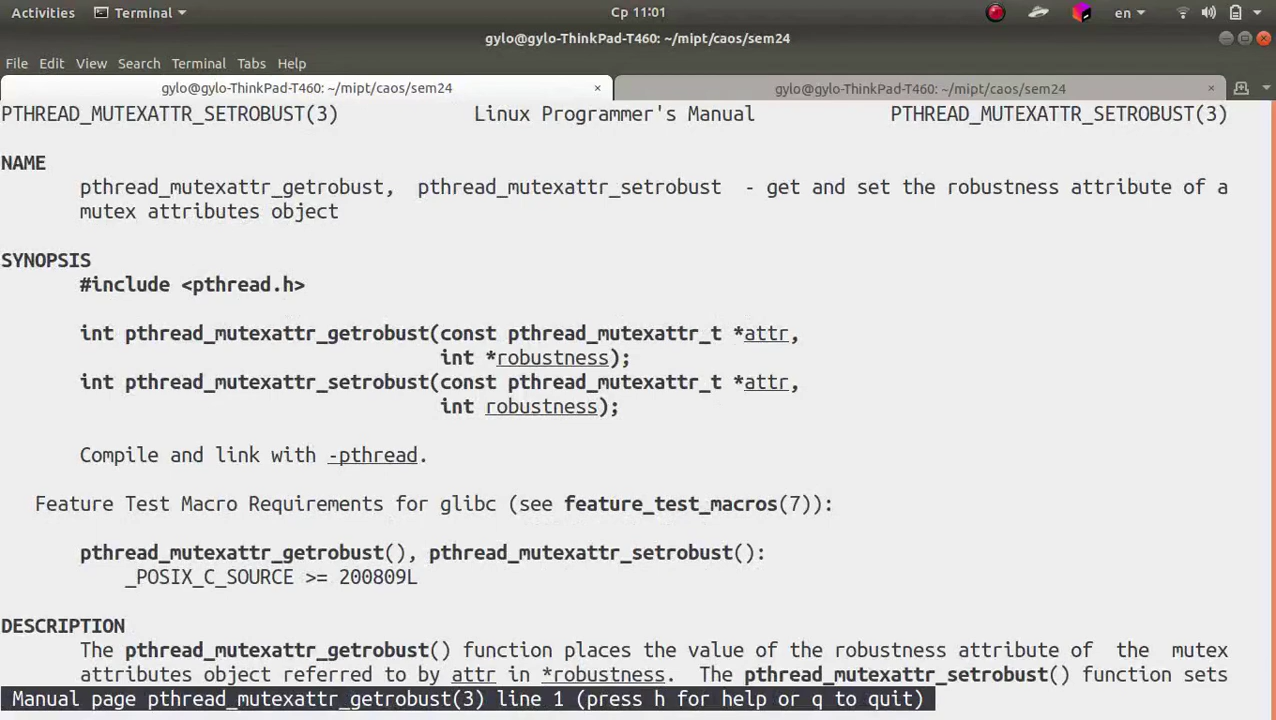 Activities Terminal Ср 11:01 en
gylo@gylo-ThinkPad-T460: ~/mipt/caos/sem24
File Edit View Search Terminal Tabs Help
gylo@gylo-ThinkPad-T460: ~/mipt/caos/sem24 × gylo@gylo-ThinkPad-T460: ~/mipt/caos/sem24 ×
PTHREAD_MUTEXATTR_SETROBUST(3) Linux Programmer's Manual PTHREAD_MUTEXATTR_SETROBUST(3)
NAME
pthread_mutexattr_getrobust, pthread_mutexattr_setrobust - get and set the robustness attribute of a
mutex attributes object
SYNOPSIS
#include <pthread.h>
int pthread_mutexattr_getrobust(const pthread_mutexattr_t *attr,
int *robustness);
int pthread_mutexattr_setrobust(const pthread_mutexattr_t *attr,
int robustness);
Compile and link with -pthread.
Feature Test Macro Requirements for glibc (see feature_test_macros(7)):
pthread_mutexattr_getrobust(), pthread_mutexattr_setrobust():
_POSIX_C_SOURCE >= 200809L
DESCRIPTION
The pthread_mutexattr_getrobust() function places the value of the robustness attribute of the mutex
attributes object referred to by attr in *robustness. The pthread_mutexattr_setrobust() function sets
Manual page pthread_mutexattr_getrobust(3) line 1 (press h for help or q to quit)